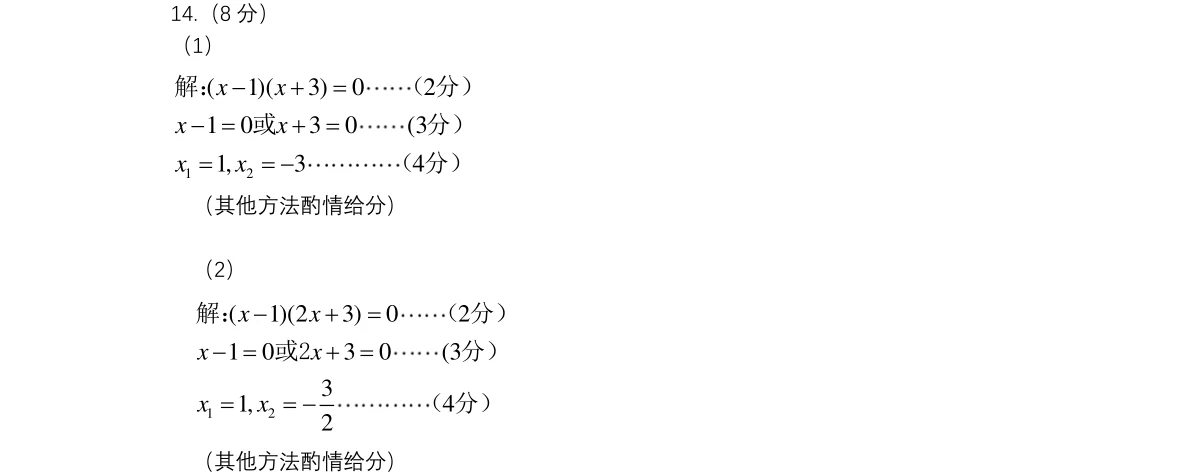 14.（8 分）
（1）
解:(x−1)(x+3)=0……（2分）
x−1=0或x+3=0……(3分）
x₁=1,x₂=−3…………（4分）
（其他方法酌情给分）
（2）
解:(x−1)(2x+3)=0……（2分）
x−1=0或2x+3=0……(3分）
x₁=1,x₂=−3/2…………（4分）
（其他方法酌情给分）